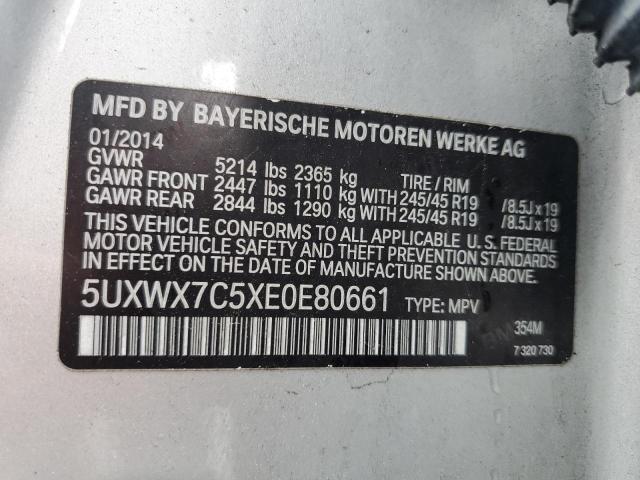 MFD BY BAYERISCHE MOTOREN WERKE AG
01/2014
GVWR 5214 lbs 2365 kg TIRE / RIM
GAWR FRONT 2447 lbs 1110 kg WITH 245/45 R19 /8.5J x 19
GAWR REAR 2844 lbs 1290 kg WITH 245/45 R19 /8.5J x 19
THIS VEHICLE CONFORMS TO ALL APPLICABLE U.S. FEDERAL
MOTOR VEHICLE SAFETY AND THEFT PREVENTION STANDARDS
IN EFFECT ON THE DATE OF MANUFACTURE SHOWN ABOVE.
5UXWX7C5XE0E80661 TYPE: MPV
354M
7 320 730